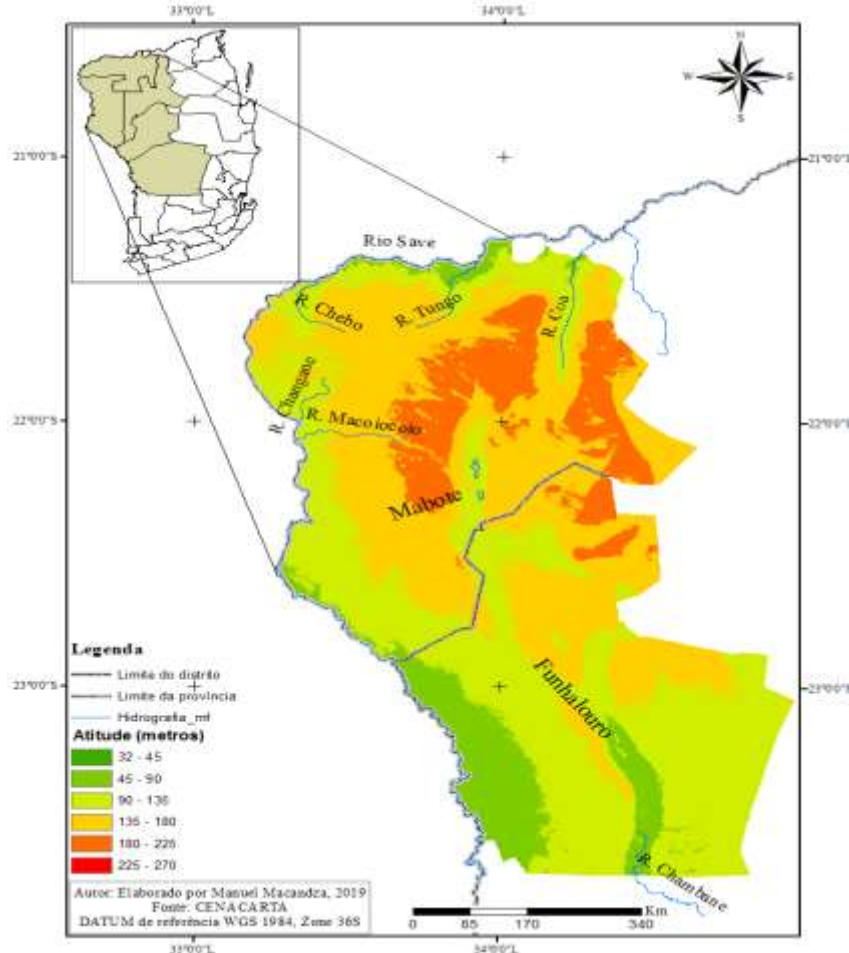 33°0'0"L 34°0'0"L
N
W E
S
21°0'0"S 21°0'0"S
Rio Save
R. Chebo
R. Tungo
R. Coa
R. Changane
22°0'0"S 22°0'0"S
Mabote
Legenda
Limite do distrito
Limite da província
Hidrografia_mf
23°0'0"S 23°0'0"S
Funhalouro
Atitude (metros)
32 - 45
45 - 90
90 - 136
135 - 180
180 - 225
225 - 270
R. Chambane
Autor: Elaborado por Manuel Macandza, 2019
Fonte: CENACARTA
DATUM de referência WGS 1984, Zone 36S
Km
0 65 170 340
33°0'0"L 34°0'0"L